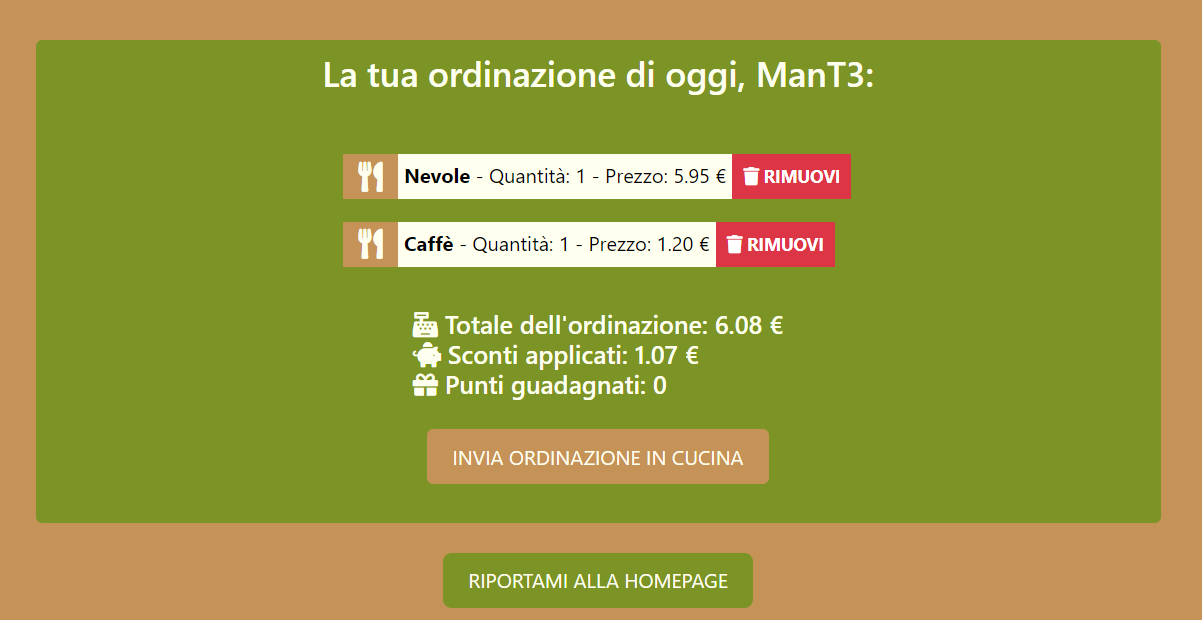 La tua ordinazione di oggi, ManT3:
Nevole - Quantità: 1 - Prezzo: 5.95 € RIMUOVI
Caffè - Quantità: 1 - Prezzo: 1.20 € RIMUOVI
Totale dell'ordinazione: 6.08 €
Sconti applicati: 1.07 €
Punti guadagnati: 0
INVIA ORDINAZIONE IN CUCINA
RIPORTAMI ALLA HOMEPAGE